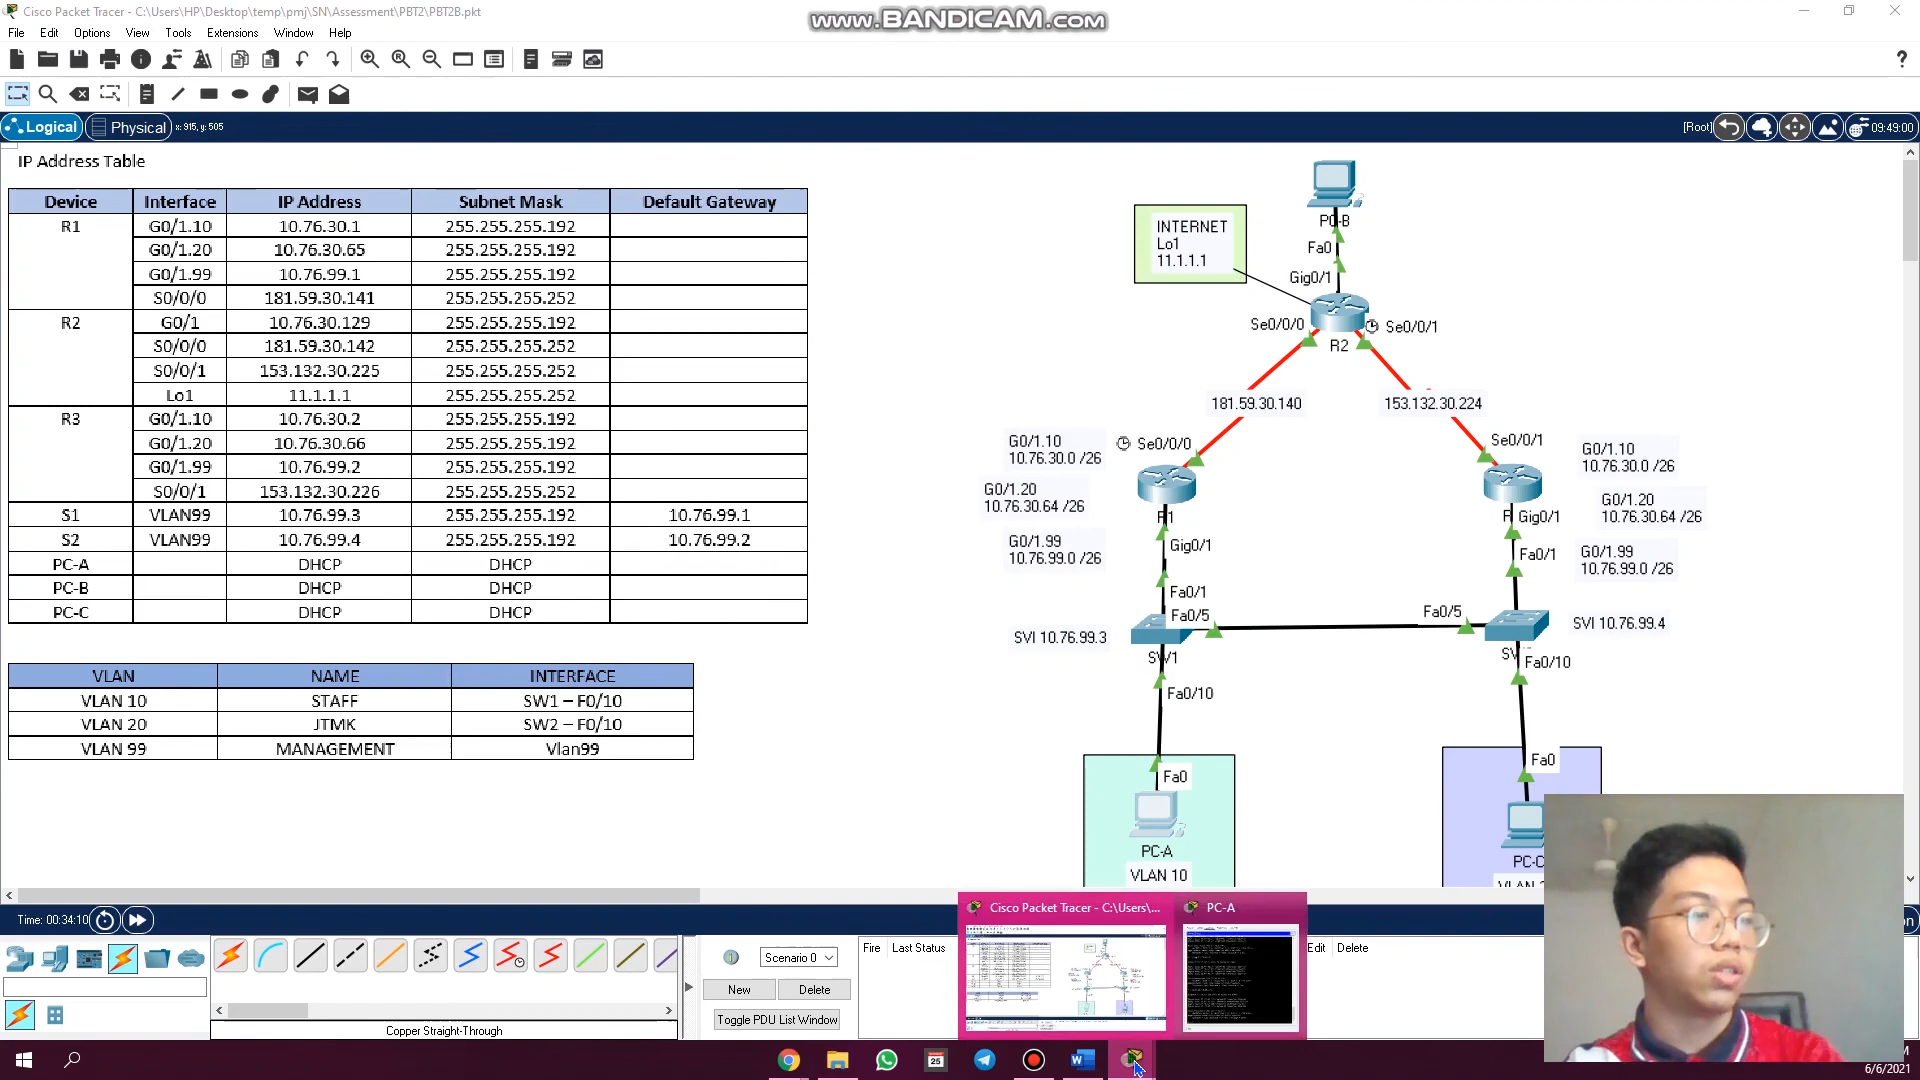 Cisco Packet Tracer - C:\Users\HP\Desktop\temp\prnj\SN\Assessment\PBT2\PBT2B.pkt
www.BANDICAM.com
File Edit Options View Tools Extensions Window Help
Logical Physical x: 915, y: 505 [Root] 09:49:00
IP Address Table
Device Interface IP Address Subnet Mask Default Gateway
R1 G0/1.10 10.76.30.1 255.255.255.192
G0/1.20 10.76.30.65 255.255.255.192
G0/1.99 10.76.99.1 255.255.255.192
S0/0/0 181.59.30.141 255.255.255.252
R2 G0/1 10.76.30.129 255.255.255.192
S0/0/0 181.59.30.142 255.255.255.252
S0/0/1 153.132.30.225 255.255.255.252
Lo1 11.1.1.1 255.255.255.252
R3 G0/1.10 10.76.30.2 255.255.255.192
G0/1.20 10.76.30.66 255.255.255.192
G0/1.99 10.76.99.2 255.255.255.192
S0/0/1 153.132.30.226 255.255.255.252
S1 VLAN99 10.76.99.3 255.255.255.192 10.76.99.1
S2 VLAN99 10.76.99.4 255.255.255.192 10.76.99.2
PC-A DHCP DHCP
PC-B DHCP DHCP
PC-C DHCP DHCP
VLAN NAME INTERFACE
VLAN 10 STAFF SW1 – F0/10
VLAN 20 JTMK SW2 – F0/10
VLAN 99 MANAGEMENT Vlan99
PC-B
Fa0
Gig0/1
INTERNET
Lo1
11.1.1.1
Se0/0/0 Se0/0/1
R2
181.59.30.140 153.132.30.224
G0/1.10
10.76.30.0 /26
Se0/0/0
Se0/0/1
G0/1.10
10.76.30.0 /26
G0/1.20
10.76.30.64 /26
R1
Gig0/1
G0/1.20
10.76.30.64 /26
G0/1.99
10.76.99.0 /26
Gig0/1
Fa0/1
G0/1.99
10.76.99.0 /26
Fa0/1
Fa0/5 Fa0/5
SVI 10.76.99.3 SVI 10.76.99.4
SW1
Fa0/10
Fa0/10
Fa0 Fa0
PC-A PC-C
VLAN 10
Time: 00:34:10
Cisco Packet Tracer - C:\Users\... PC-A
Scenario 0
Fire Last Status Edit Delete
New Delete
Toggle PDU List Window
Copper Straight-Through
25
6/6/2021